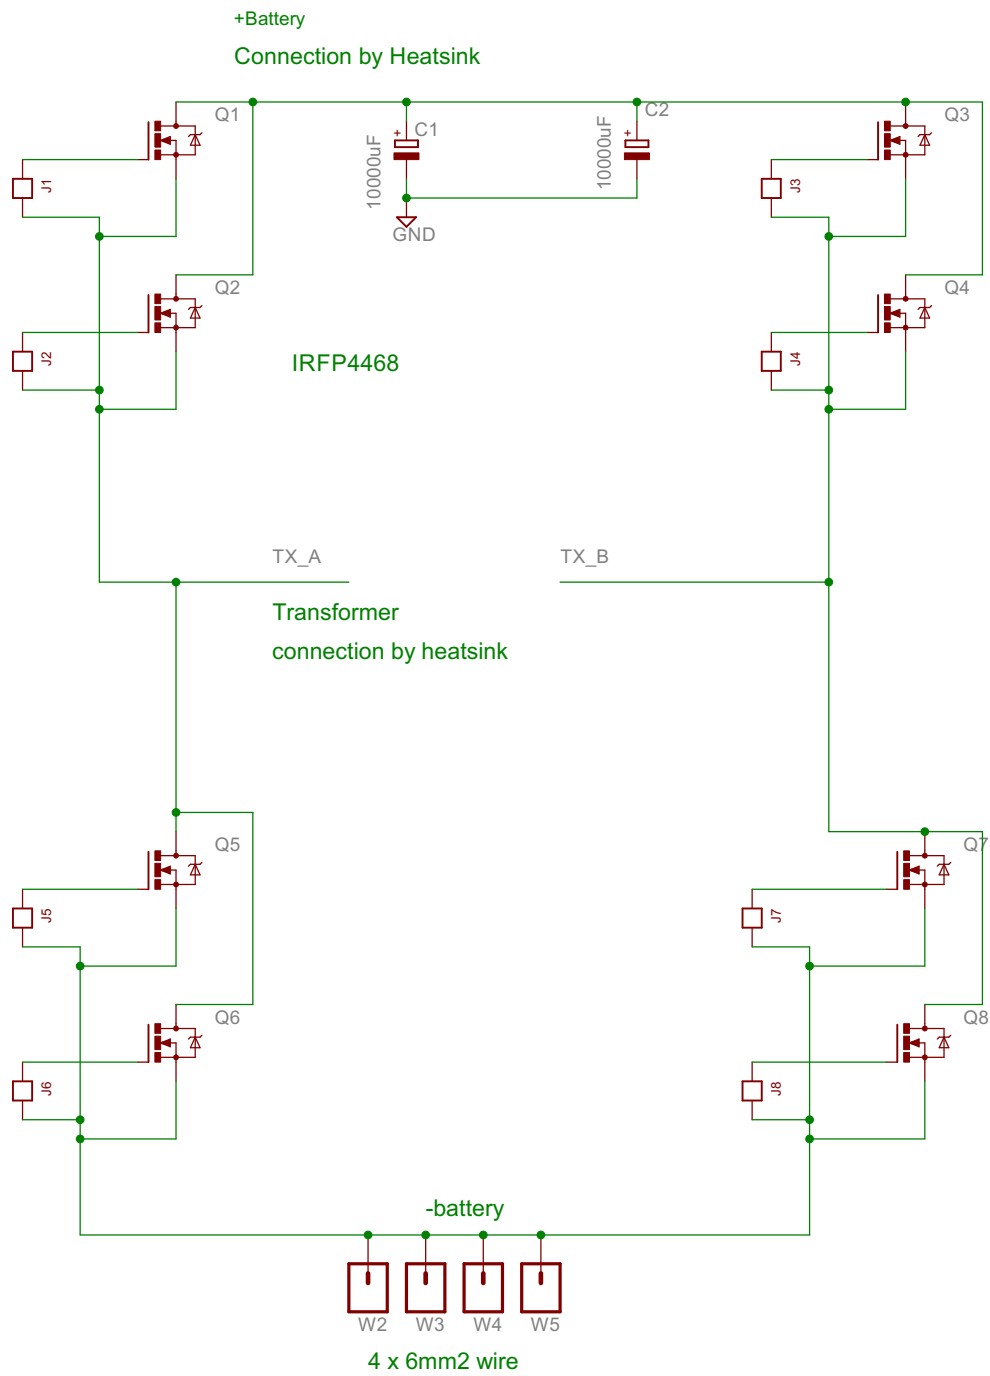 +Battery
Connection by Heatsink
Q1
C1
C2
Q3
10000uF
10000uF
J1
J3
GND
Q2
Q4
J2
IRFP4468
J4
TX_A
TX_B
Transformer
connection by heatsink
Q5
Q7
J5
J7
Q6
Q8
J6
J8
-battery
W2
W3
W4
W5
4 x 6mm2 wire